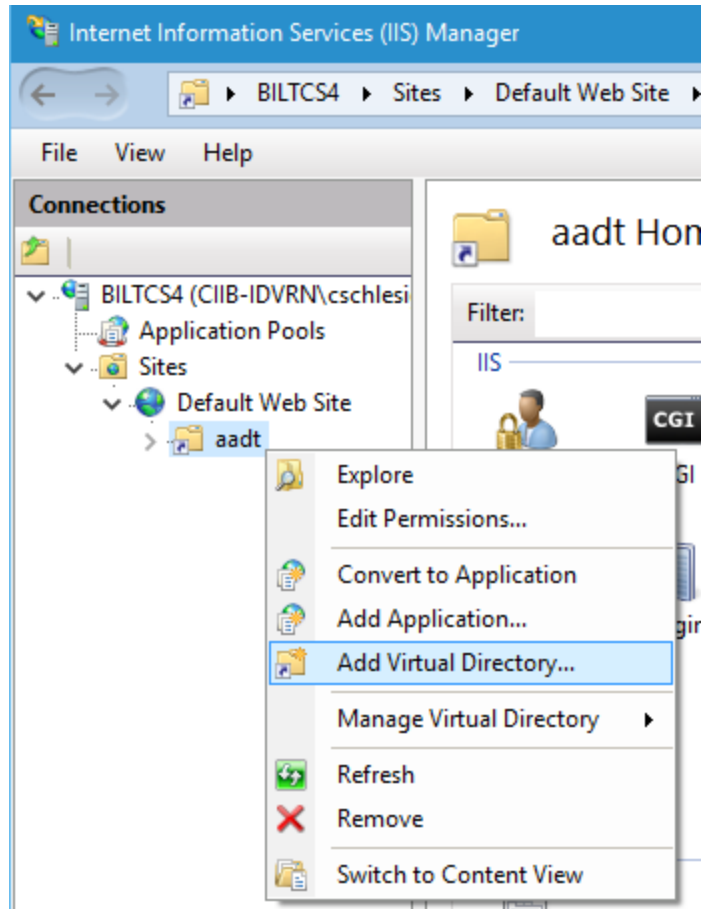 Internet Information Services (IIS) Manager
BILTCS4 Sites Default Web Site
File View Help
Connections
aadt Hom
BILTCS4 (CIIB-IDVRN\cschlesi
Filter:
Application Pools
IIS
Sites
Default Web Site
CGI
aadt
GI
Explore
Edit Permissions...
Convert to Application
Add Application...
gin
Add Virtual Directory...
Manage Virtual Directory
Refresh
Remove
Switch to Content View